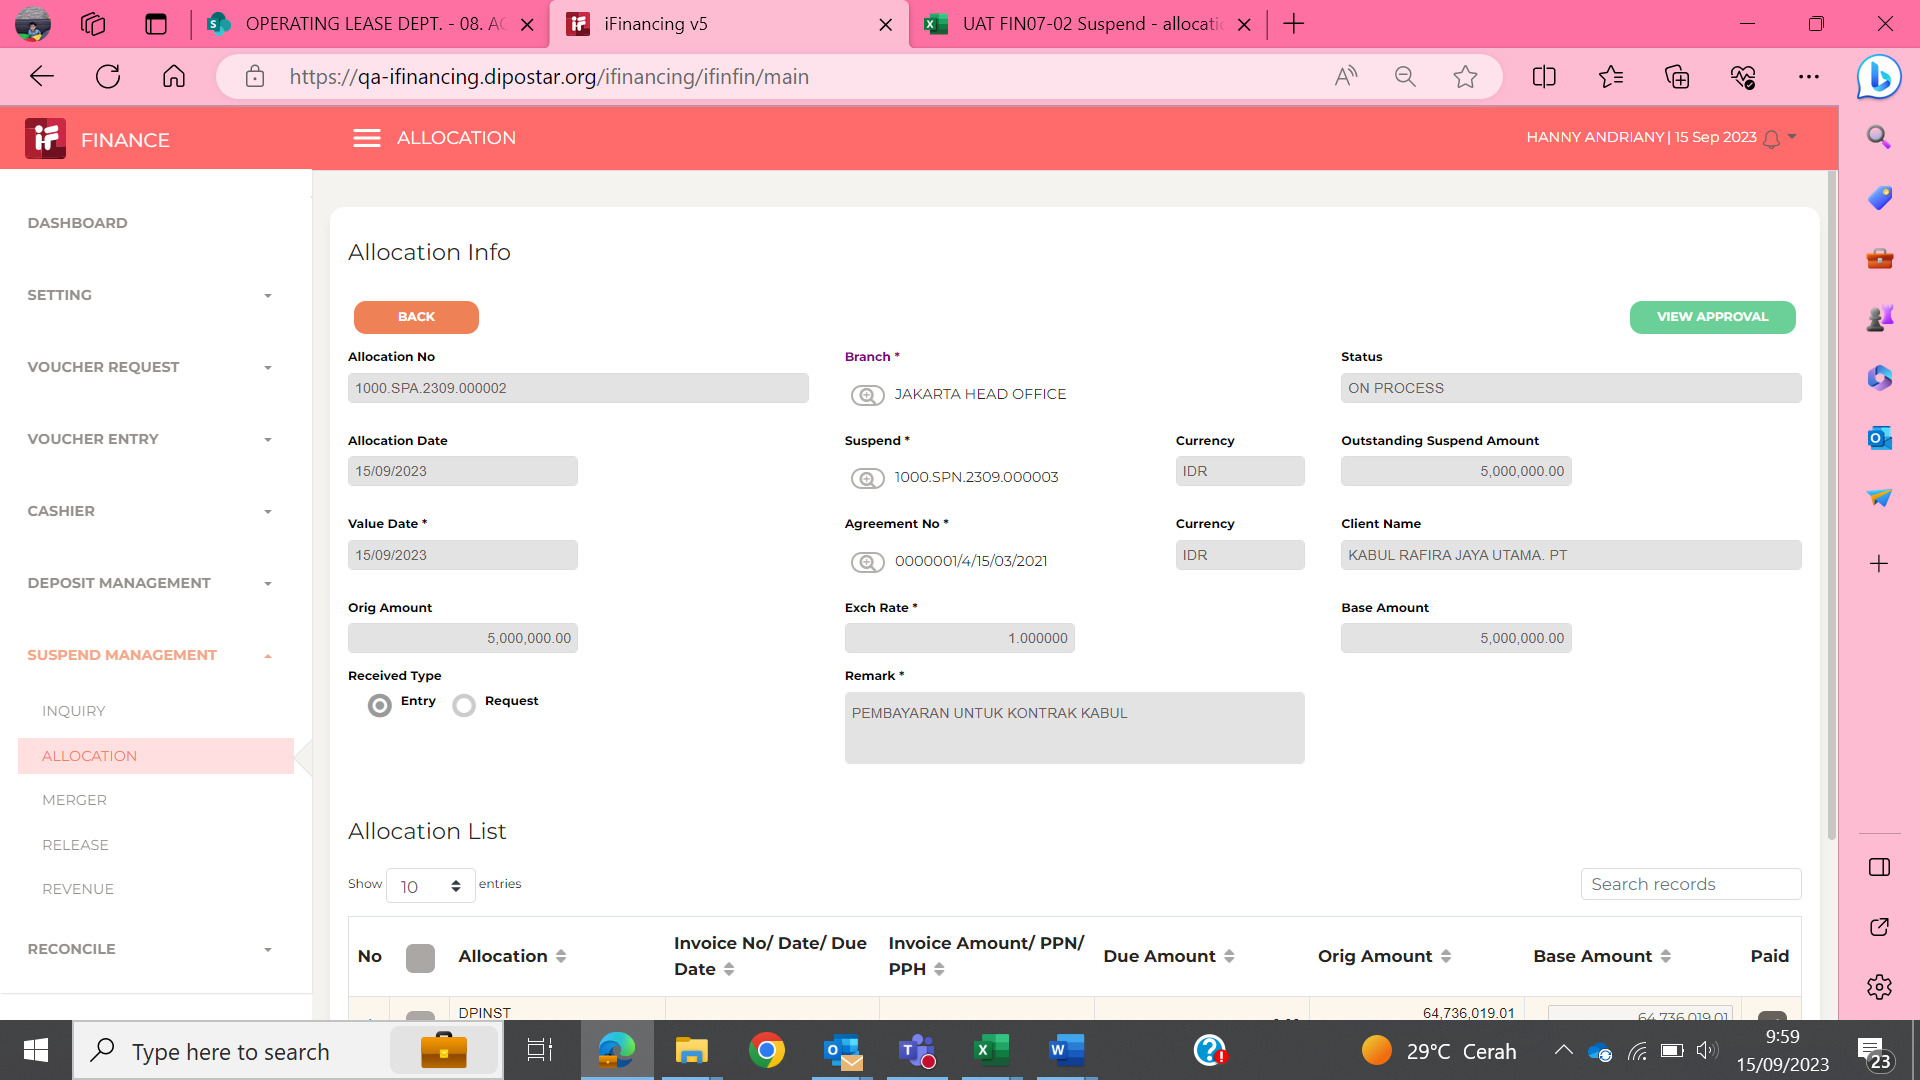 OPERATING LEASE DEPT. - 08. AC
iFinancing v5
UAT FIN07-02 Suspend - allocatio
https://qa-ifinancing.dipostar.org/ifinancing/ifinfin/main
FINANCE
ALLOCATION
HANNY ANDRIANY | 15 Sep 2023
DASHBOARD
SETTING
VOUCHER REQUEST
VOUCHER ENTRY
CASHIER
DEPOSIT MANAGEMENT
SUSPEND MANAGEMENT
INQUIRY
ALLOCATION
MERGER
RELEASE
REVENUE
RECONCILE
Allocation Info
BACK
VIEW APPROVAL
Allocation No
1000.SPA.2309.000002
Branch *
JAKARTA HEAD OFFICE
Status
ON PROCESS
Allocation Date
15/09/2023
Suspend *
1000.SPN.2309.000003
Currency
IDR
Outstanding Suspend Amount
5,000,000.00
Value Date *
15/09/2023
Agreement No *
0000001/4/15/03/2021
Currency
IDR
Client Name
KABUL RAFIRA JAYA UTAMA. PT
Orig Amount
5,000,000.00
Exch Rate *
1.000000
Base Amount
5,000,000.00
Received Type
Entry
Request
Remark *
PEMBAYARAN UNTUK KONTRAK KABUL
Allocation List
Show 10 entries
Search records
No
Allocation
Invoice No/ Date/ Due
Date
Invoice Amount/ PPN/
PPH
Due Amount
Orig Amount
Base Amount
Paid
DPINST
64,736,019.01
64,736,019.01
Type here to search
29°C Cerah
9:59
15/09/2023
23